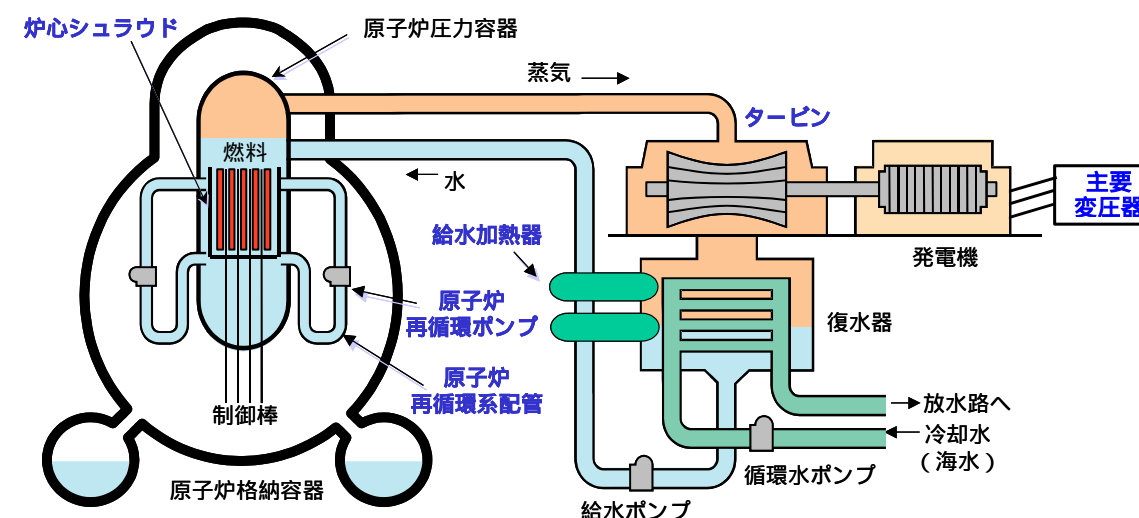 炉心シュラウド
原子炉圧力容器
蒸気
タービン
燃料
水
主要
変圧器
給水加熱器
発電機
原子炉
再循環ポンプ
復水器
原子炉
再循環系配管
制御棒
放水路へ
冷却水
(海水)
循環水ポンプ
原子炉格納容器
給水ポンプ